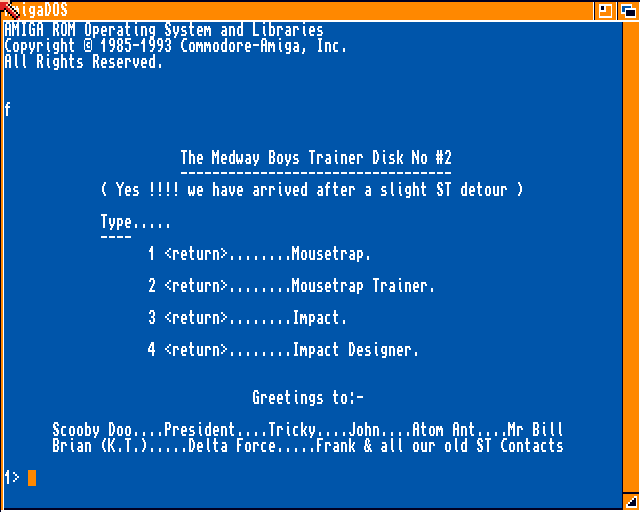 AmigaDOS
AMIGA ROM Operating System and Libraries
Copyright © 1985-1993 Commodore-Amiga, Inc.
All Rights Reserved.
f
The Medway Boys Trainer Disk No #2
----------------------------------
( Yes !!!! we have arrived after a slight ST detour )
Type.....
----
1 <return>........Mousetrap.
2 <return>........Mousetrap Trainer.
3 <return>........Impact.
4 <return>........Impact Designer.
Greetings to:-
Scooby Doo....President....Tricky....John....Atom Ant....Mr Bill
Brian (K.T.).....Delta Force.....Frank & all our old ST Contacts
1>